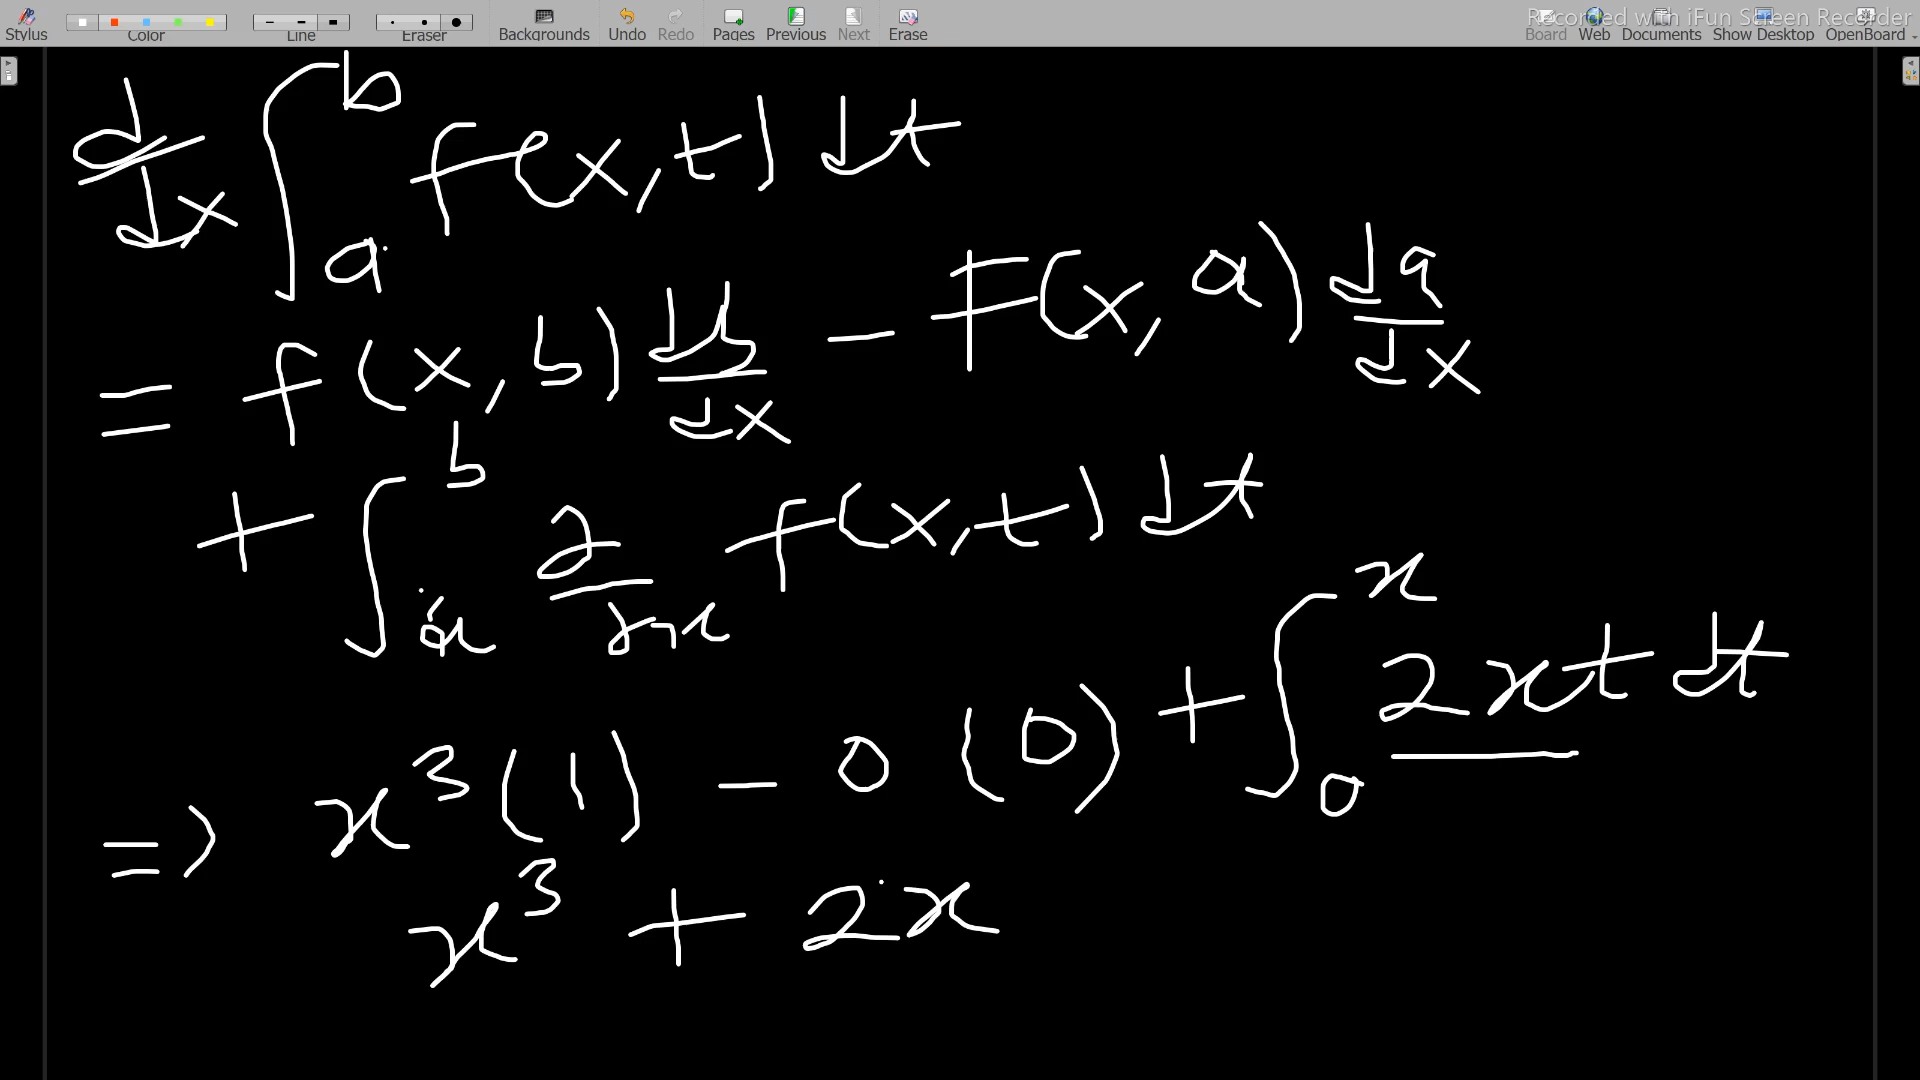 Recorded with iFun Screen Recorder
Stylus Color Line Eraser Backgrounds Undo Redo Pages Previous Next Erase Board Web Documents Show Desktop OpenBoard
d/dx ∫_a^b f(x,t) dt
= f(x,b) db/dx - F(x,a) da/dx
+ ∫ᵇ ∂/∂x f(x,t) dt
=> x³(1) - 0(0) + ∫_0^x 2xt dt
x³ + 2x